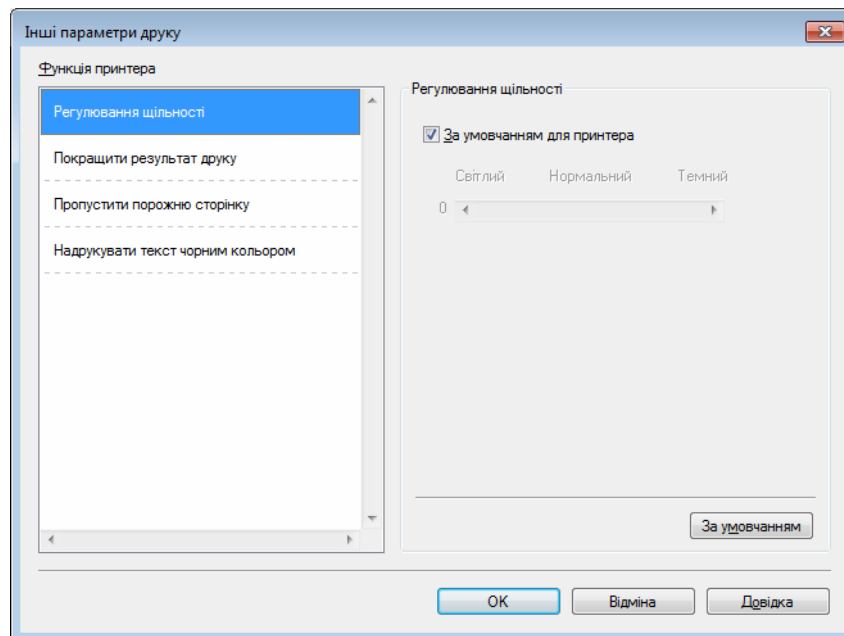 Інші параметри друку
Функція принтера
Регулювання щільності
Покращити результат друку
Пропустити порожню сторінку
Надрукувати текст чорним кольором
Регулювання щільності
За умовчанням для принтера
Світлий Нормальний Темний
0
За умовчанням
OK Відміна Довідка